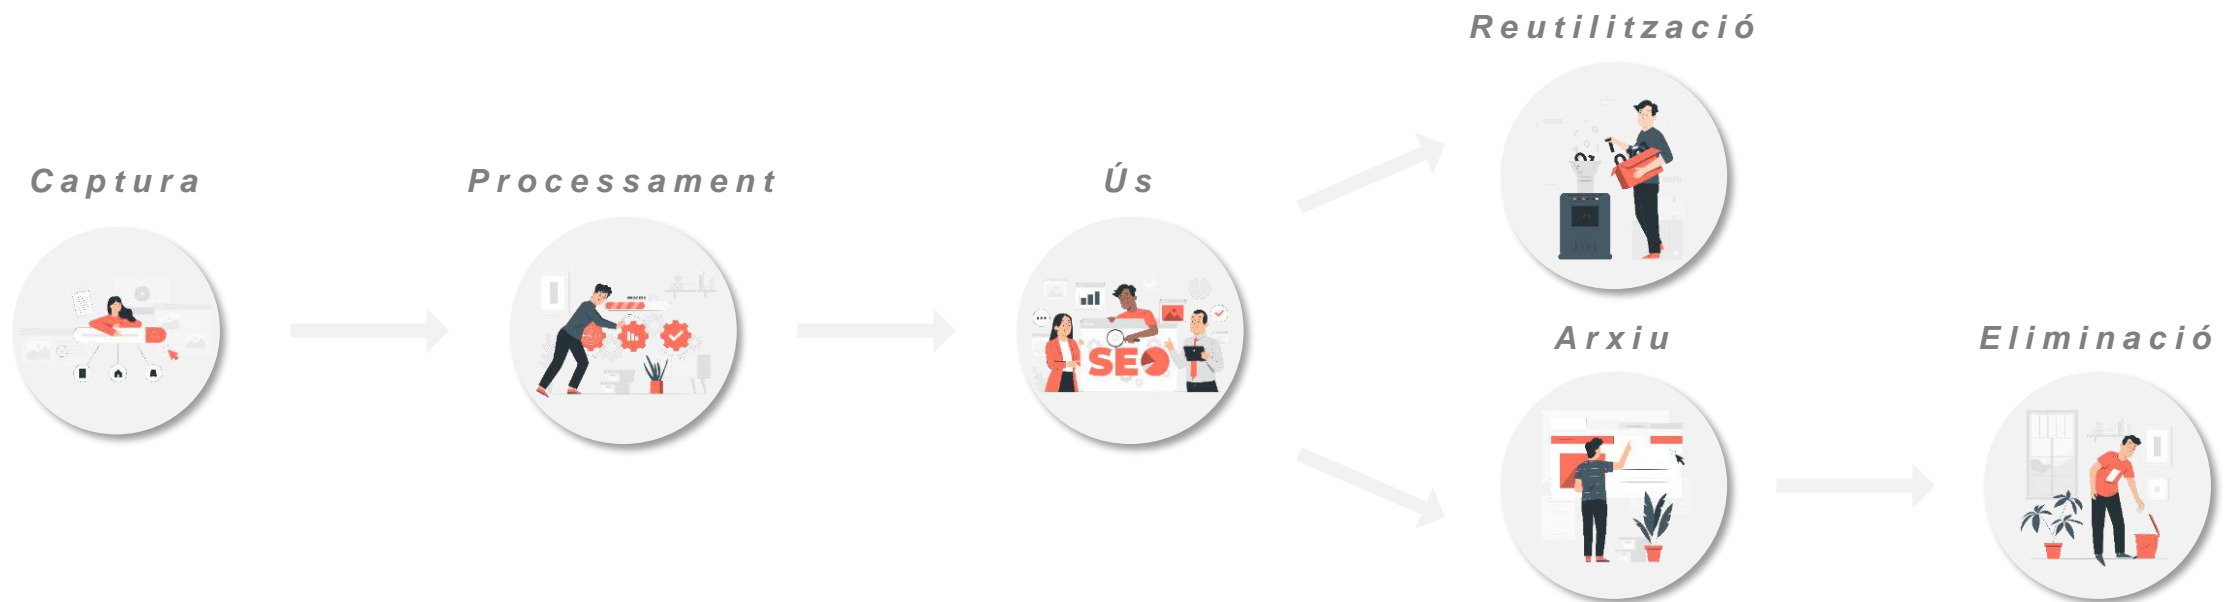 Captura
Processament
Ús
SEO
Reutilització
Arxiu
Eliminació